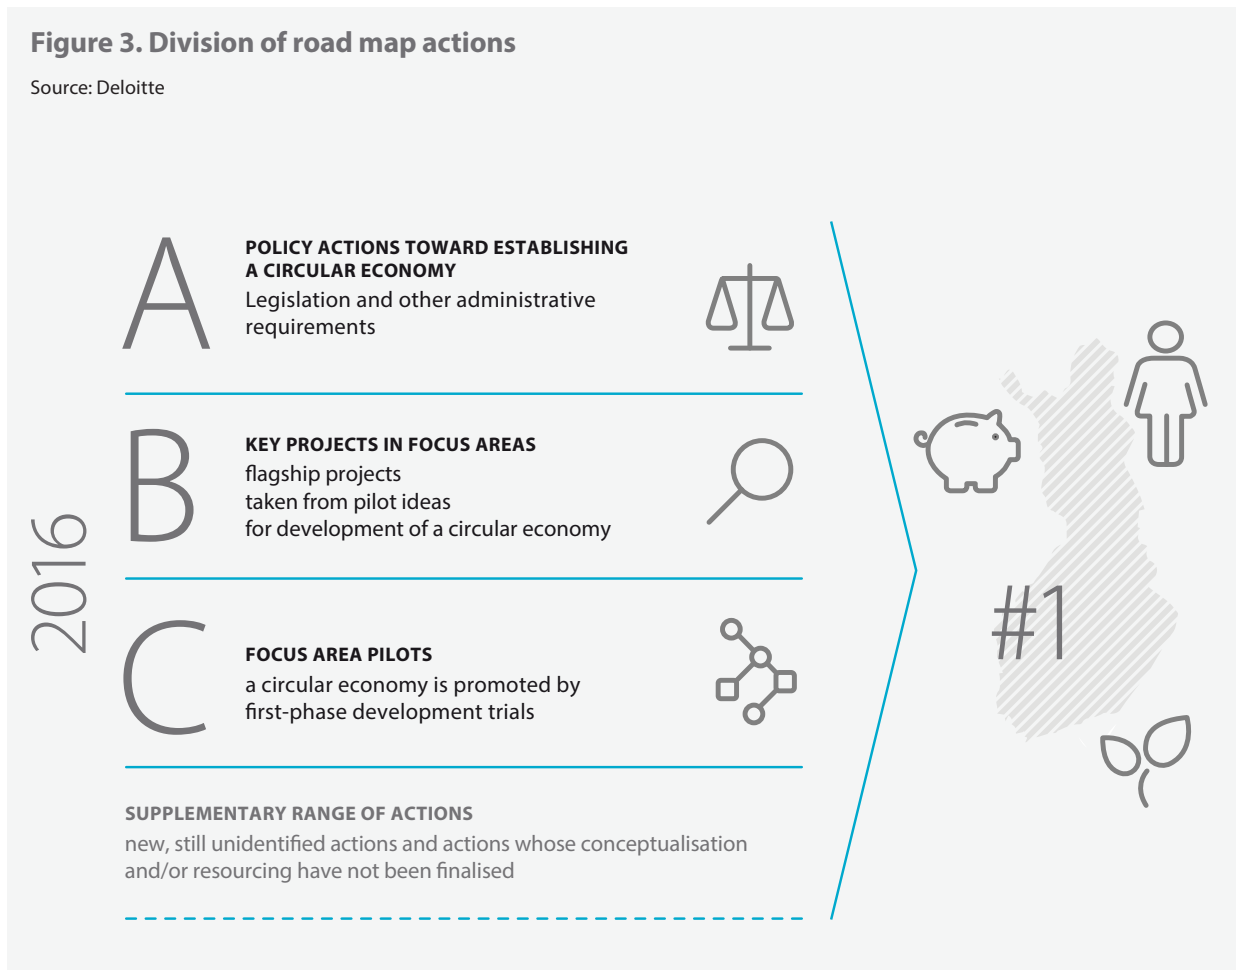 Figure 3. Division of road map actions
Source: Deloitte
2016
A
POLICY ACTIONS TOWARD ESTABLISHING
A CIRCULAR ECONOMY
Legislation and other administrative
requirements
B
KEY PROJECTS IN FOCUS AREAS
flagship projects
taken from pilot ideas
for development of a circular economy
C
FOCUS AREA PILOTS
a circular economy is promoted by
first-phase development trials
SUPPLEMENTARY RANGE OF ACTIONS
new, still unidentified actions and actions whose conceptualisation
and/or resourcing have not been finalised
#1